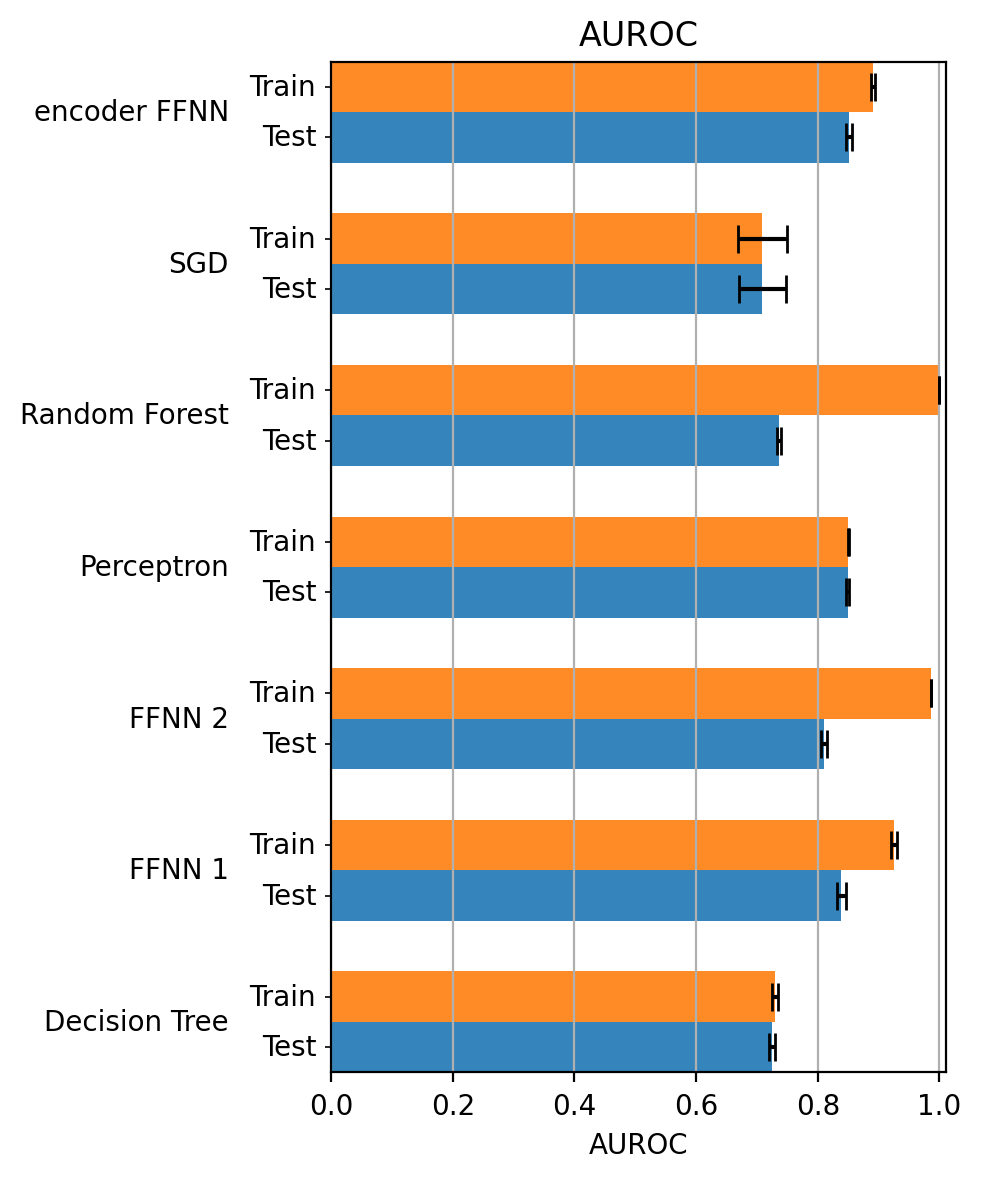 AUROC
encoder FFNN
Train
Test
SGD
Train
Test
Random Forest
Train
Test
Perceptron
Train
Test
FFNN 2
Train
Test
FFNN 1
Train
Test
Decision Tree
Train
Test
0.0 0.2 0.4 0.6 0.8 1.0
AUROC